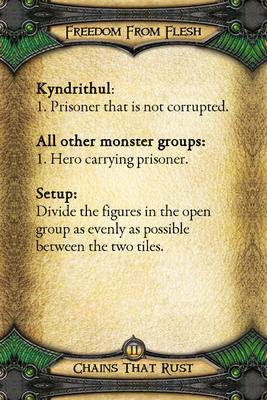 Freedom From Flesh
Kyndrithul:
1. Prisoner that is not corrupted.
All other monster groups:
1. Hero carrying prisoner.
Setup:
Divide the figures in the open
group as evenly as possible
between the two tiles.
II
Chains That Rust